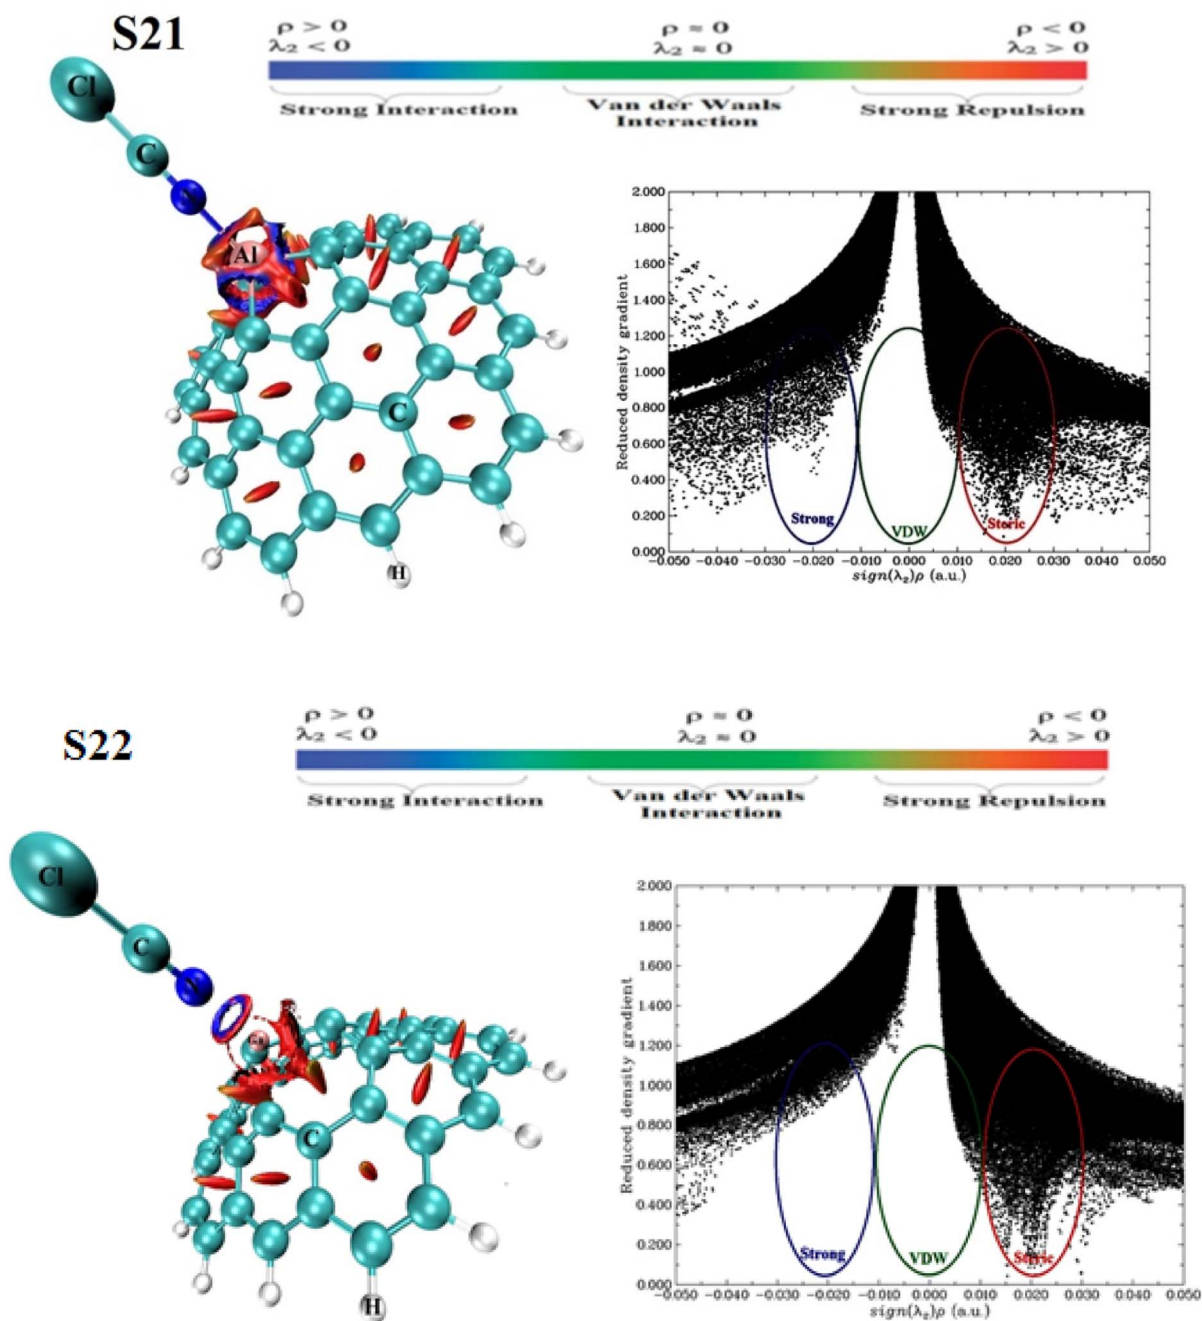 S21
ρ > 0 ρ ≈ 0 ρ < 0
λ₂ < 0 λ₂ ≈ 0 λ₂ > 0
Strong Interaction Van der Waals Strong Repulsion
Interaction
Cl
C
Al
C
H
2.000
1.800
1.600
1.400
1.200
1.000
0.800
0.600
0.400
0.200
0.000
Reduced density gradient
Strong VDW Steric
−0.050 −0.040 −0.030 −0.020 −0.010 0.000 0.010 0.020 0.030 0.040 0.050
sign(λ₂)ρ (a.u.)
S22
ρ > 0 ρ ≈ 0 ρ < 0
λ₂ < 0 λ₂ ≈ 0 λ₂ > 0
Strong Interaction Van der Waals Strong Repulsion
Interaction
Cl
C
Ga
C
H
2.000
1.800
1.600
1.400
1.200
1.000
0.800
0.600
0.400
0.200
0.000
Reduced density gradient
Strong VDW Steric
−0.050 −0.040 −0.030 −0.020 −0.010 0.000 0.010 0.020 0.030 0.040 0.050
sign(λ₂)ρ (a.u.)